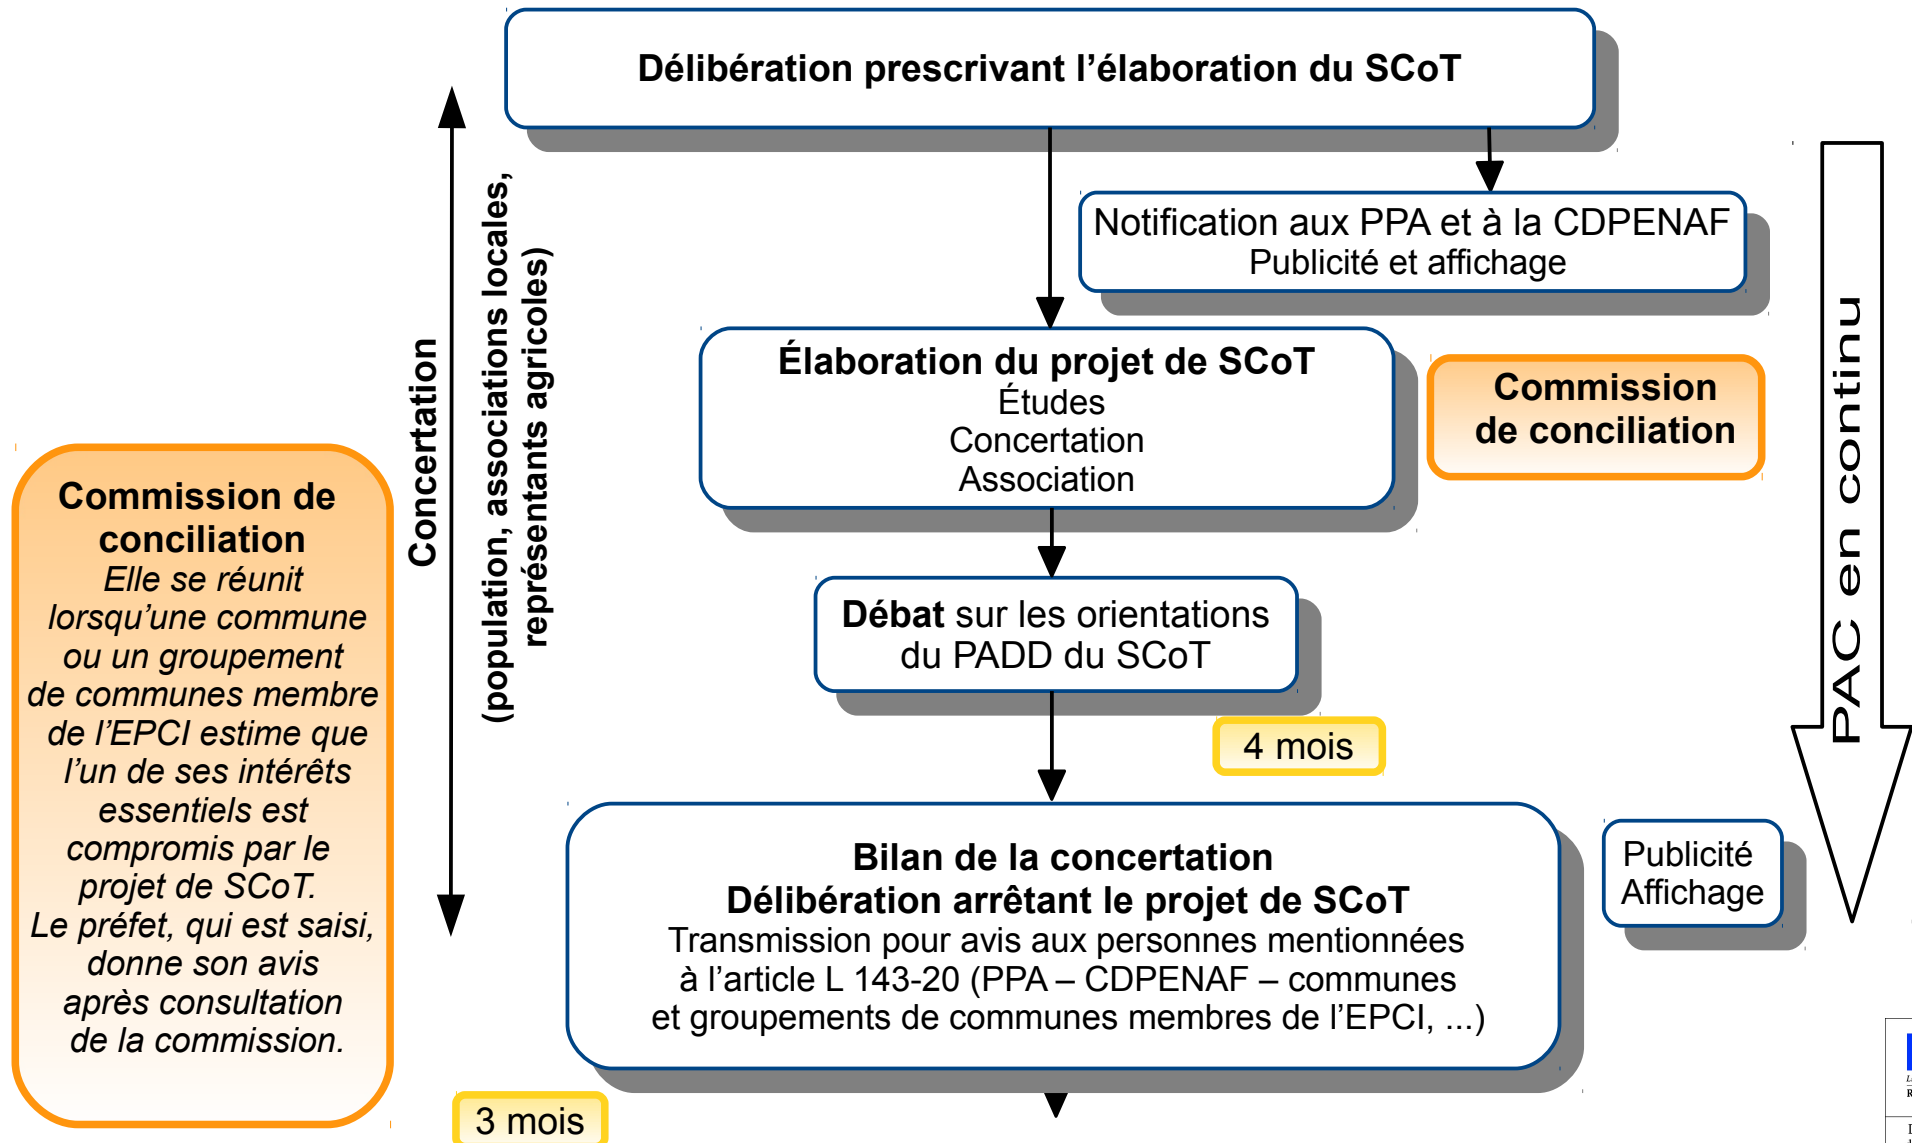 Délibération prescrivant l’élaboration du SCoT
Notification aux PPA et à la CDPENAF
Publicité et affichage
Concertation
(population, associations locales,
représentants agricoles)
Élaboration du projet de SCoT
Études
Concertation
Association
Commission
de conciliation
PAC en continu
Commission de
conciliation
Elle se réunit
lorsqu’une commune
ou un groupement
de communes membre
de l’EPCI estime que
l’un de ses intérêts
essentiels est
compromis par le
projet de SCoT.
Le préfet, qui est saisi,
donne son avis
après consultation
de la commission.
Débat sur les orientations
du PADD du SCoT
4 mois
Bilan de la concertation
Délibération arrêtant le projet de SCoT
Transmission pour avis aux personnes mentionnées
à l’article L 143-20 (PPA – CDPENAF – communes
et groupements de communes membres de l’EPCI, ...)
Publicité
Affichage
3 mois